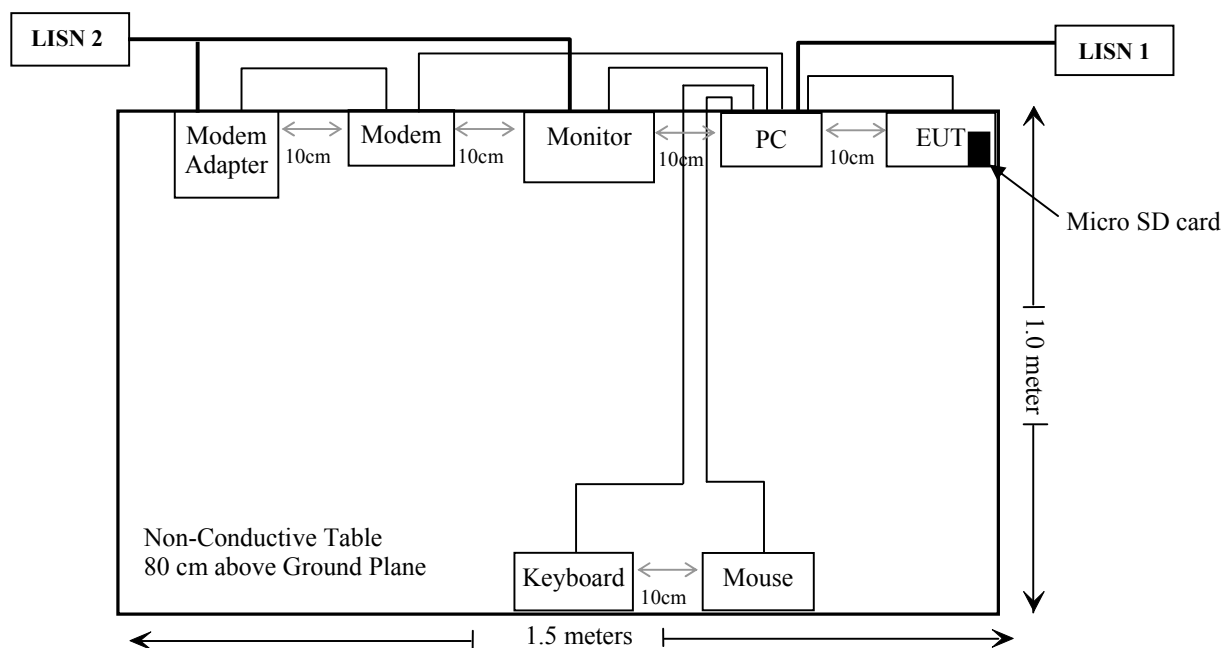 LISN 2
LISN 1
Modem
Adapter
10cm
Modem
10cm
Monitor
10cm
PC
10cm
EUT
Micro SD card
1.0 meter
Non-Conductive Table
80 cm above Ground Plane
Keyboard
10cm
Mouse
1.5 meters